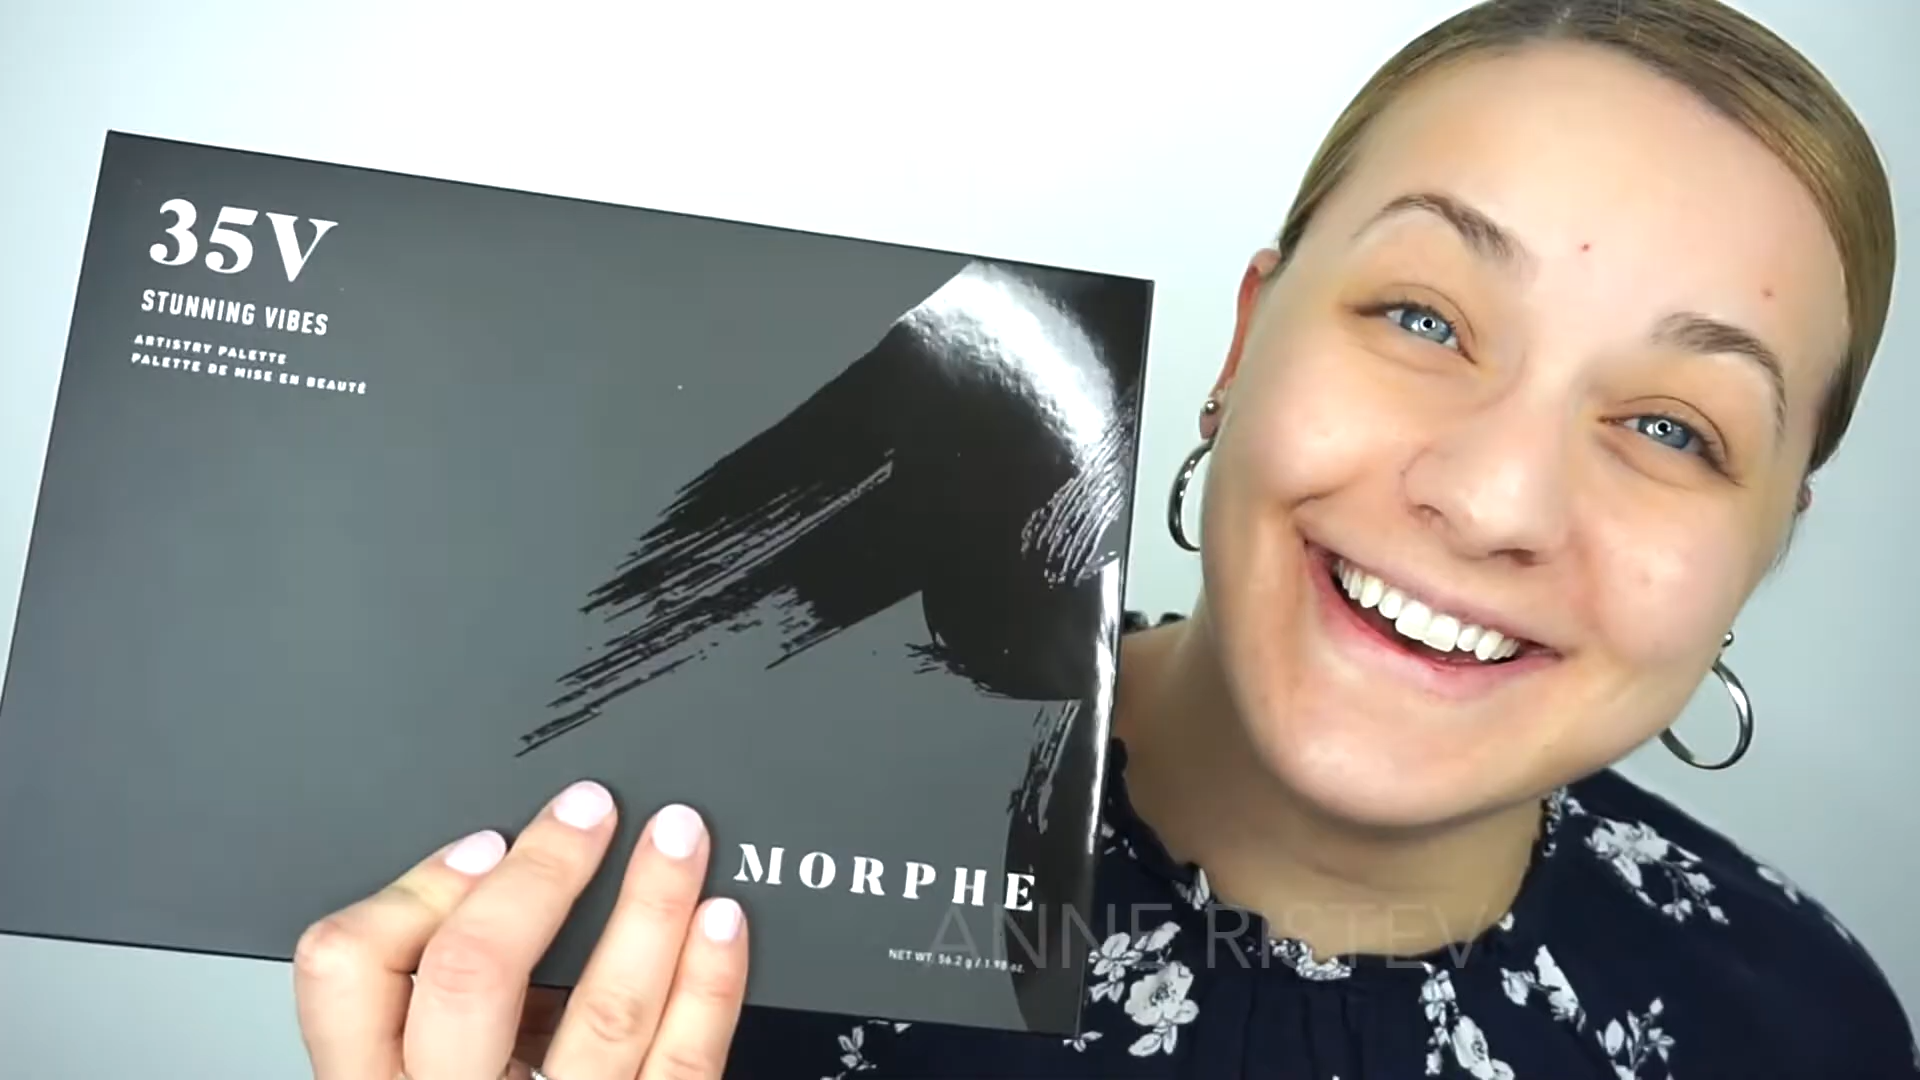 35V
STUNNING VIBES
ARTISTRY PALETTE
PALETTE DE MISE EN BEAUTÉ
MORPHE
ANNE RISTEV
NET WT. 56.2 g / 1.98 oz.